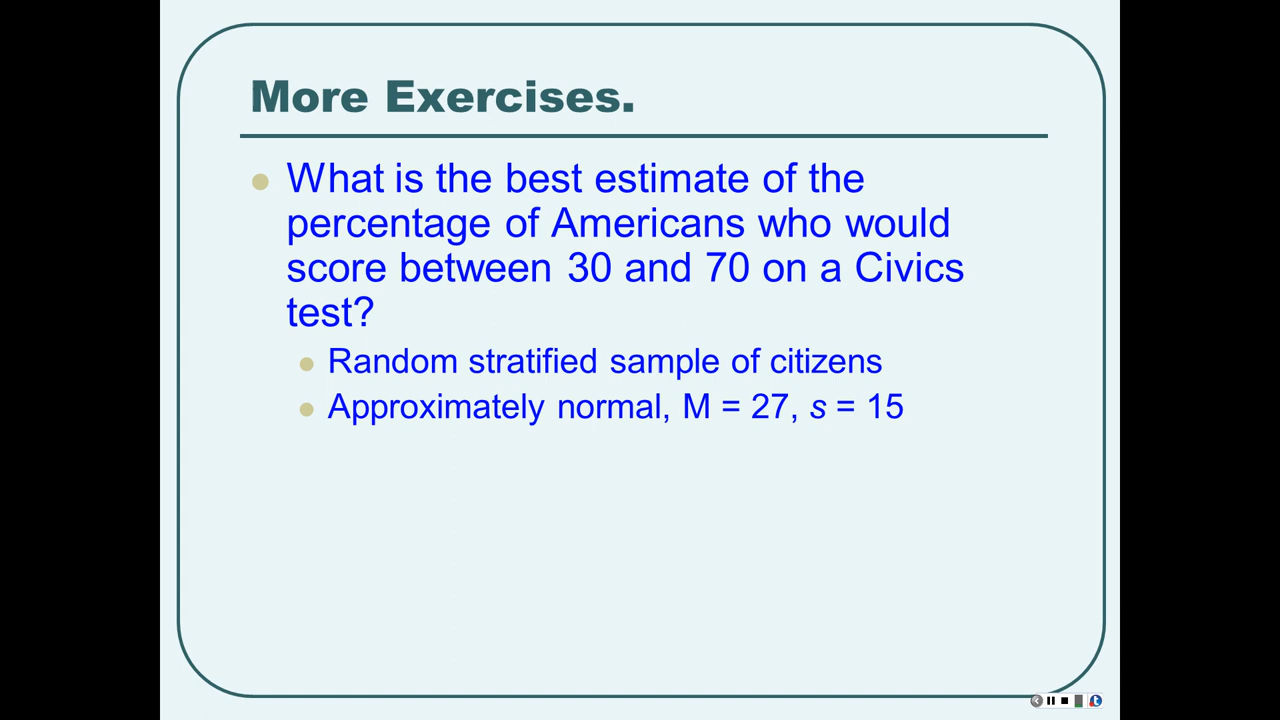 More Exercises.
What is the best estimate of the
percentage of Americans who would
score between 30 and 70 on a Civics
test?
Random stratified sample of citizens
Approximately normal, M = 27, s = 15